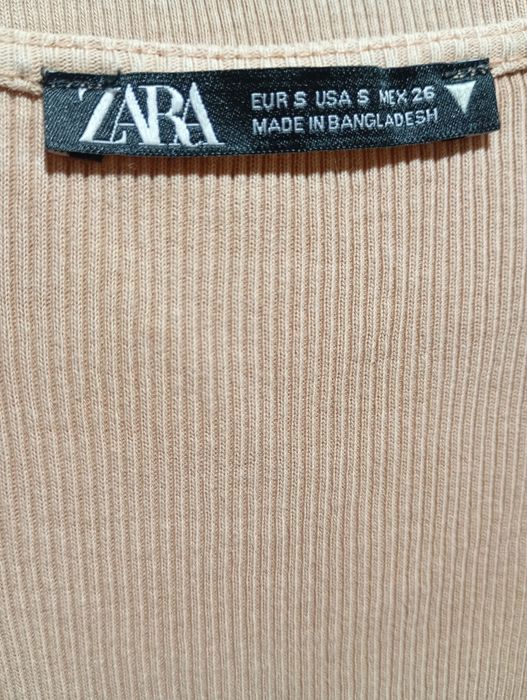 ZARA
EUR S USA S MEX 26
MADE IN BANGLADESH